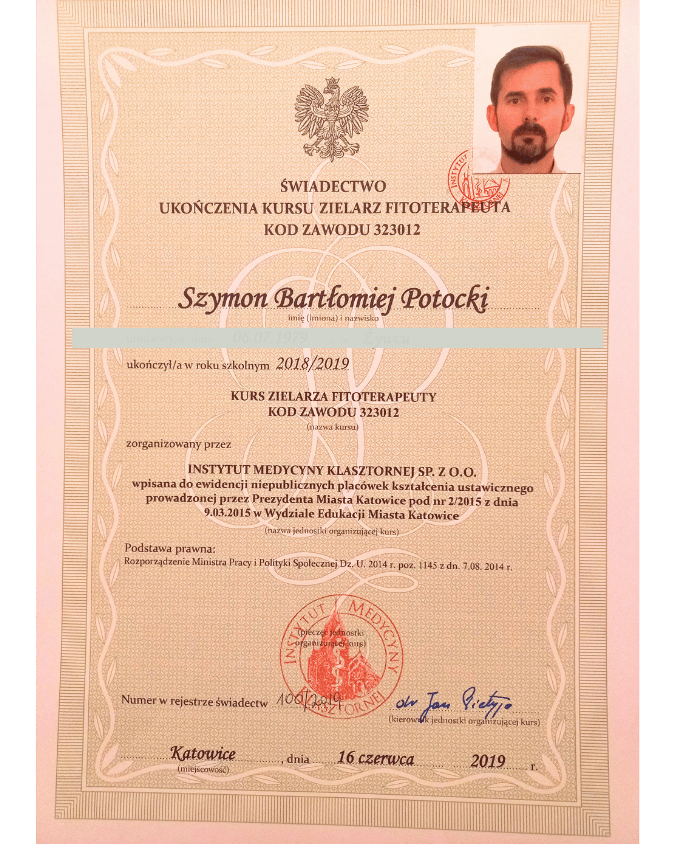 ŚWIADECTWO
UKOŃCZENIA KURSU ZIELARZ FITOTERAPEUTA
KOD ZAWODU 323012
Szymon Bartłomiej Potocki
imię (imiona) i nazwisko
ukończył/a w roku szkolnym 2018/2019
KURS ZIELARZA FITOTERAPEUTY
KOD ZAWODU 323012
(nazwa kursu)
zorganizowany przez
INSTYTUT MEDYCYNY KLASZTORNEJ SP. Z O.O.
wpisana do ewidencji niepublicznych placówek kształcenia ustawicznego
prowadzonej przez Prezydenta Miasta Katowice pod nr 2/2015 z dnia
9.03.2015 w Wydziale Edukacji Miasta Katowice
(nazwa jednostki organizującej kurs)
Podstawa prawna:
Rozporządzenie Ministra Pracy i Polityki Społecznej Dz. U. 2014 r. poz. 1145 z dn. 7.08. 2014 r.
INSTYTUT MEDYCYNY KLASZTORNEJ
(pieczęć jednostki
organizującej kurs)
Numer w rejestrze świadectw 100/2019
dr Jan
(kierownik jednostki organizującej kurs)
Katowice, dnia 16 czerwca 2019 r.
(miejscowość)